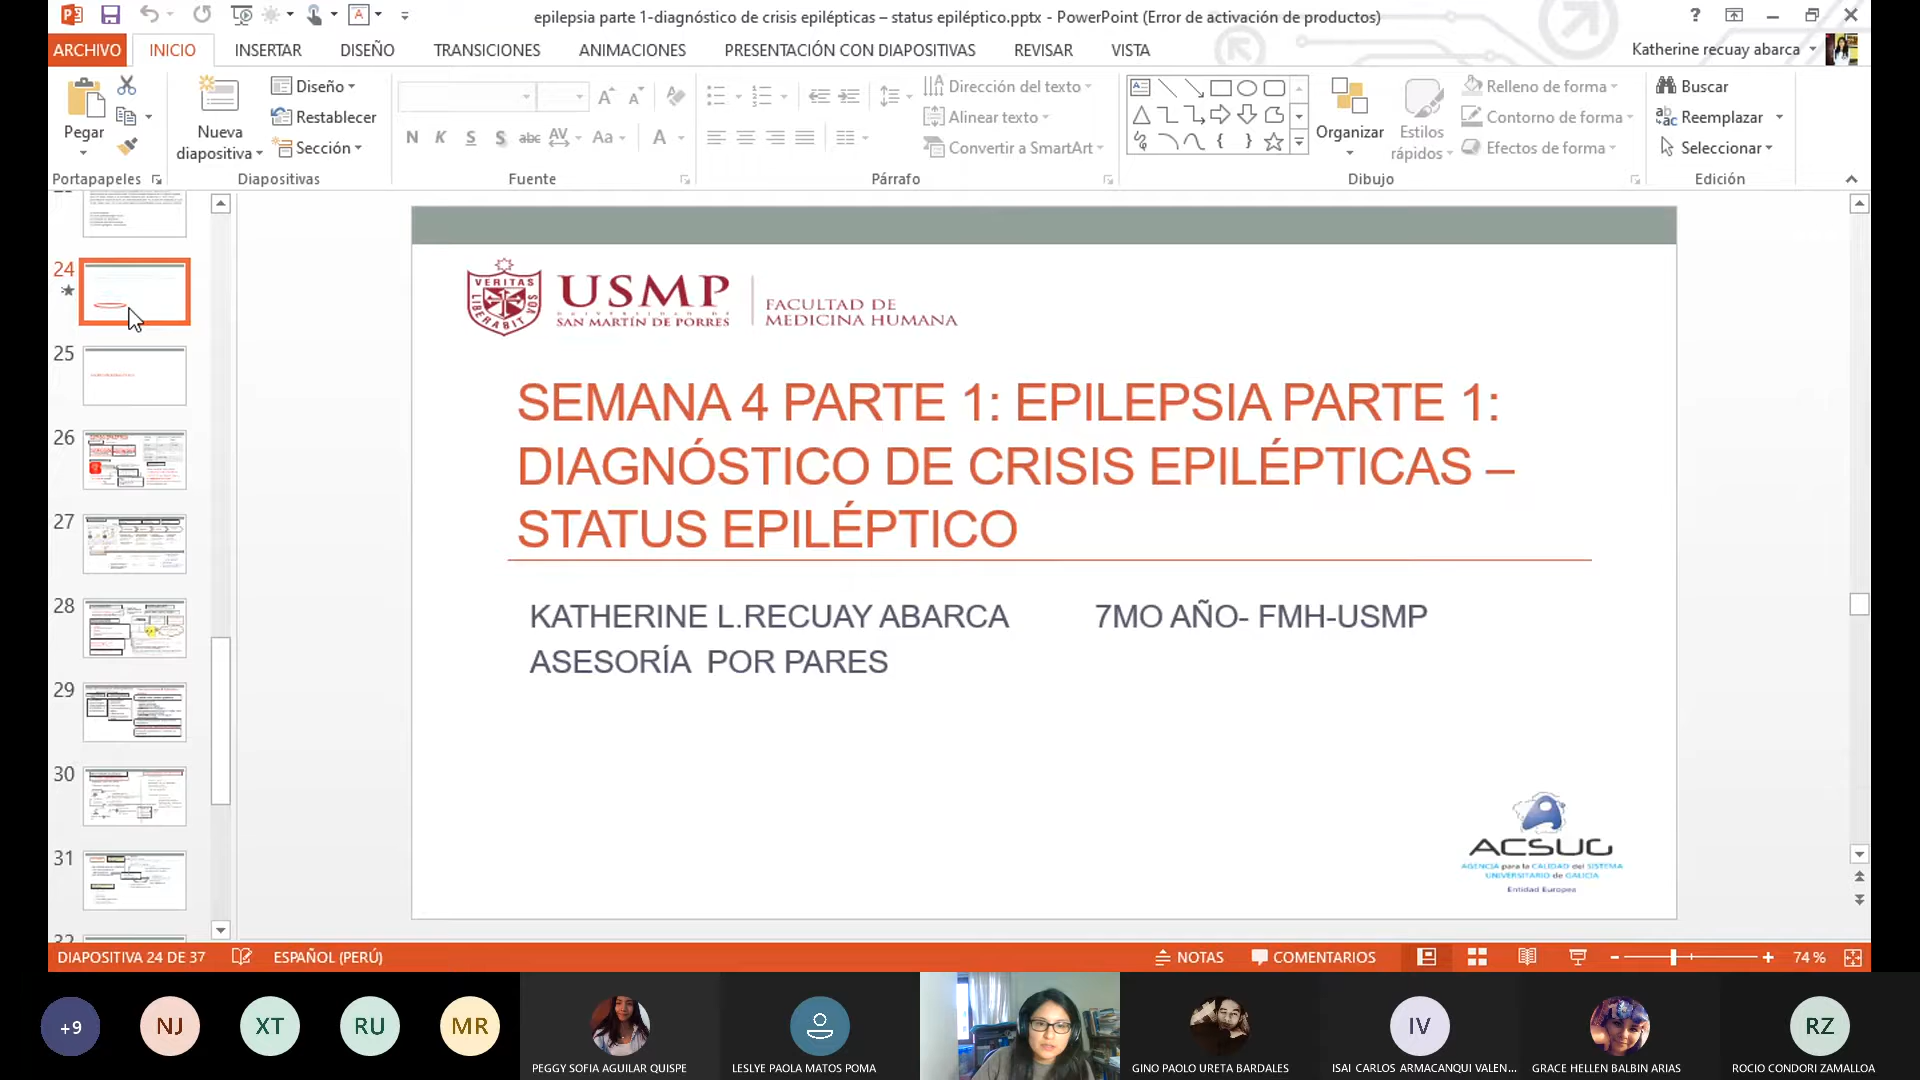 epilepsia parte 1-diagnóstico de crisis epilépticas – status epiléptico.pptx - PowerPoint (Error de activación de productos)
ARCHIVO INICIO INSERTAR DISEÑO TRANSICIONES ANIMACIONES PRESENTACIÓN CON DIAPOSITIVAS REVISAR VISTA
Katherine recuay abarca
Pegar
Nueva
diapositiva
Diseño
Restablecer
Sección
N K S S abc AV Aa A
Dirección del texto
Alinear texto
Convertir a SmartArt
Organizar
Estilos
rápidos
Relleno de forma
Contorno de forma
Efectos de forma
Buscar
Reemplazar
Seleccionar
Portapapeles Diapositivas Fuente Párrafo Dibujo Edición
24
25
26
27
28
29
30
31
VERITAS
LIBERABIT VOS
USMP
UNIVERSIDAD DE
SAN MARTÍN DE PORRES
FACULTAD DE
MEDICINA HUMANA
SEMANA 4 PARTE 1: EPILEPSIA PARTE 1:
DIAGNÓSTICO DE CRISIS EPILÉPTICAS –
STATUS EPILÉPTICO
KATHERINE L.RECUAY ABARCA 7MO AÑO- FMH-USMP
ASESORÍA POR PARES
ACSUG
AGENCIA para la CALIDAD del SISTEMA
UNIVERSITARIO de GALICIA
Entidad Europea
DIAPOSITIVA 24 DE 37 ESPAÑOL (PERÚ) NOTAS COMENTARIOS 74 %
+9 NJ XT RU MR IV RZ
PEGGY SOFIA AGUILAR QUISPE LESLYE PAOLA MATOS POMA GINO PAOLO URETA BARDALES ISAI CARLOS ARMACANQUI VALEN... GRACE HELLEN BALBIN ARIAS ROCIO CONDORI ZAMALLOA